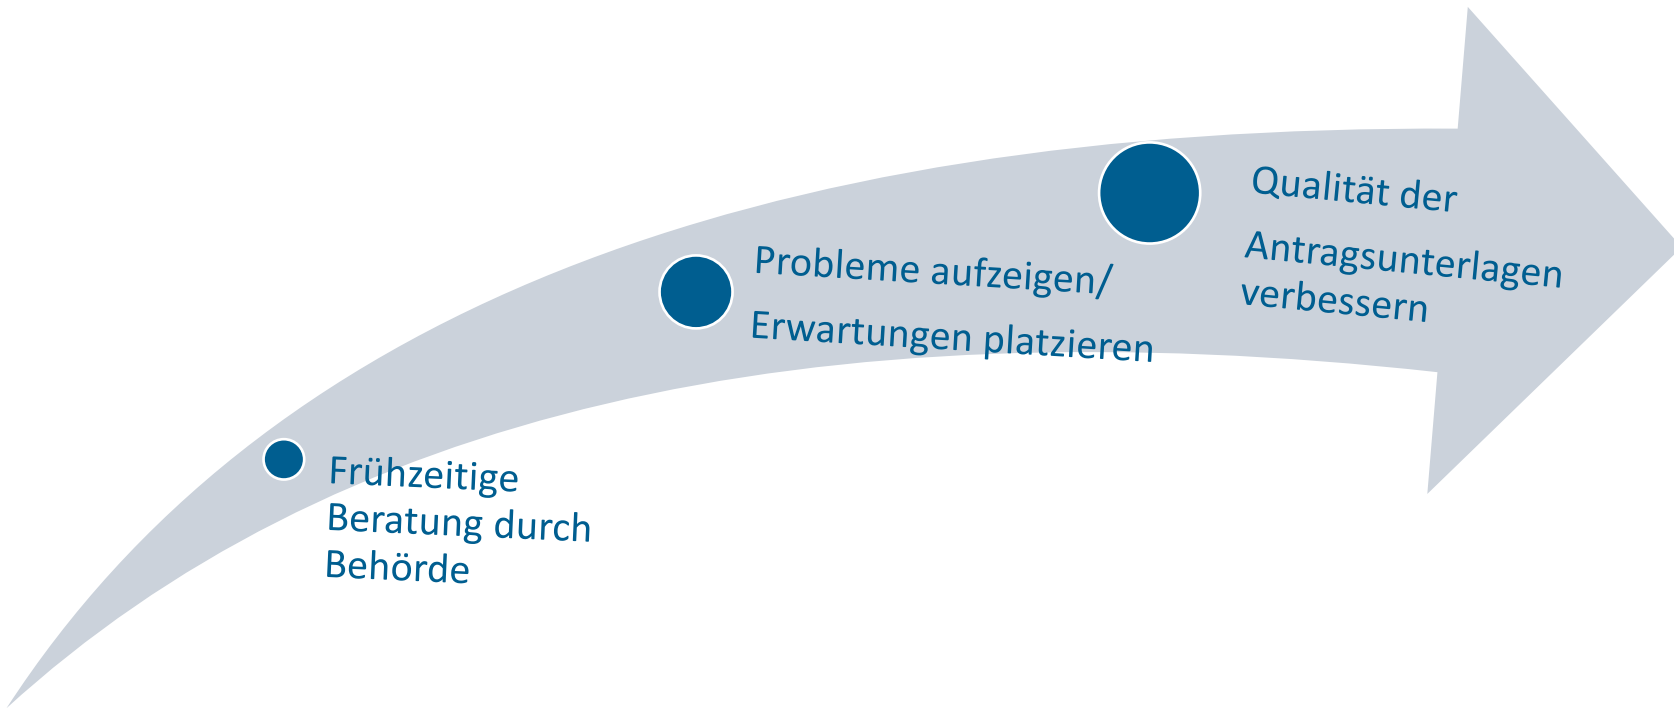 Frühzeitige
Beratung durch
Behörde
Probleme aufzeigen/
Erwartungen platzieren
Qualität der
Antragsunterlagen
verbessern